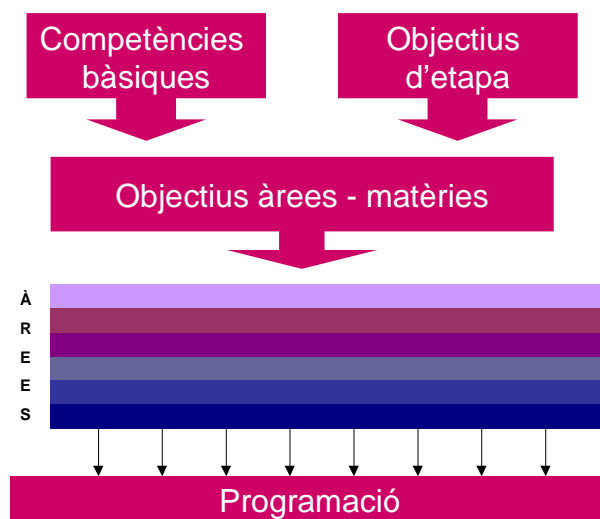 Competències
bàsiques
Objectius
d'etapa
Objectius àrees - matèries
À
R
E
E
S
Programació